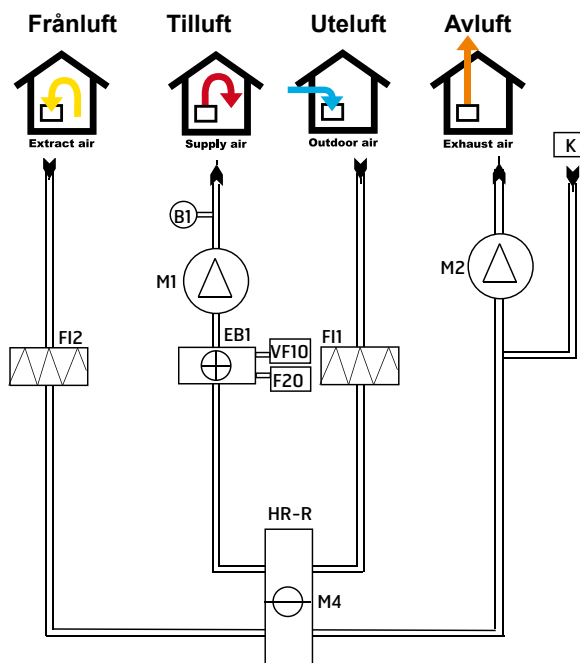 Frånluft Tilluft Uteluft Avluft
Extract air Supply air Outdoor air Exhaust air
K
B1
M1
M2
FI2
EB1
FI1
VF10
F20
HR-R
M4